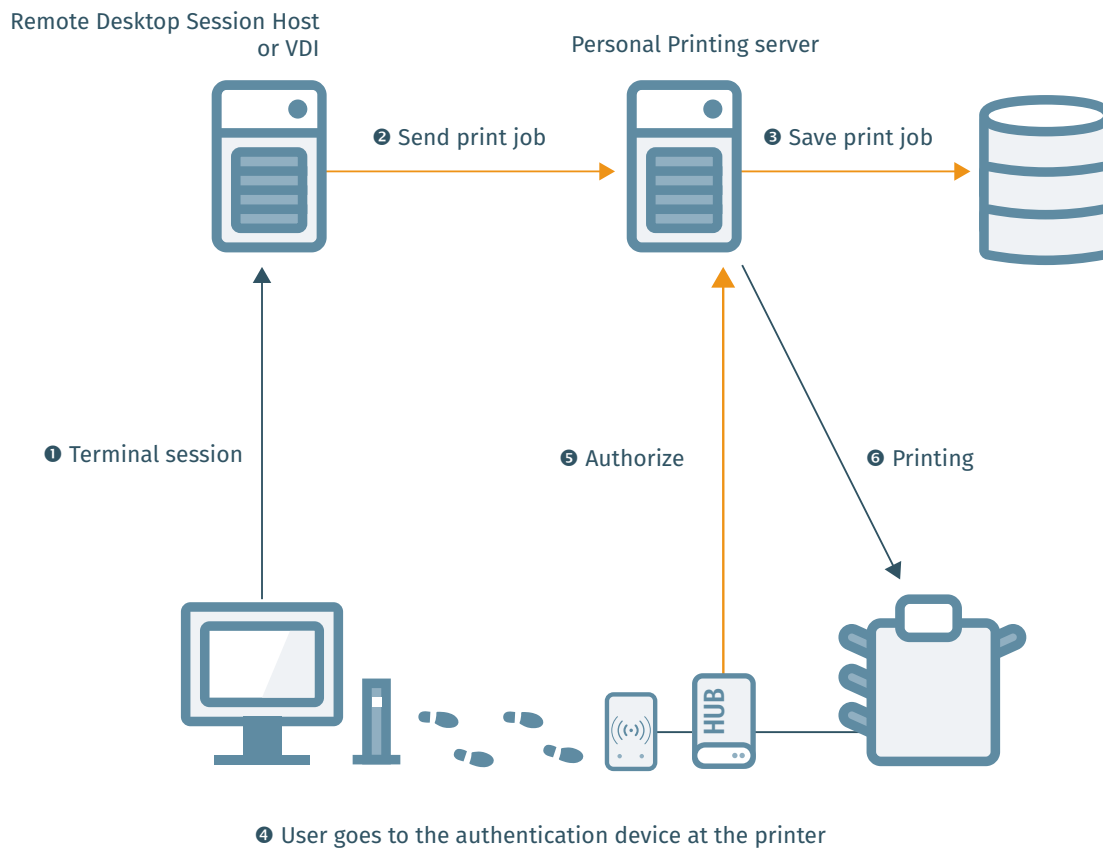 Remote Desktop Session Host
or VDI
Personal Printing server
❷ Send print job
❸ Save print job
❶ Terminal session
❺ Authorize
❻ Printing
HUB
❹ User goes to the authentication device at the printer